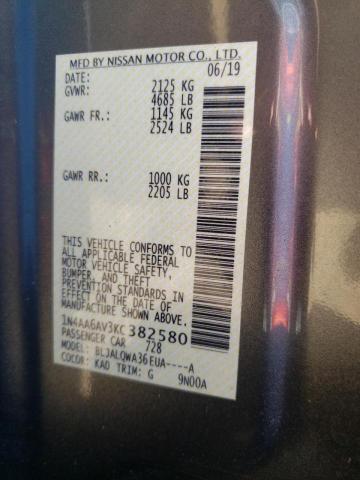 MFD BY NISSAN MOTOR CO., LTD.
DATE: 06/19
GVWR: 2125 KG
4685 LB
GAWR FR.: 1145 KG
2524 LB
GAWR RR.: 1000 KG
2205 LB
THIS VEHICLE CONFORMS TO
ALL APPLICABLE FEDERAL
MOTOR VEHICLE SAFETY,
BUMPER, AND THEFT
PREVENTION STANDARDS IN
EFFECT ON THE DATE OF
MANUFACTURE SHOWN ABOVE.
1N4AA6AV3KC382580
PASSENGER CAR 728
MODEL: BLJALQWA36EUA----A
COLOR: KAD TRIM: G 9N00A